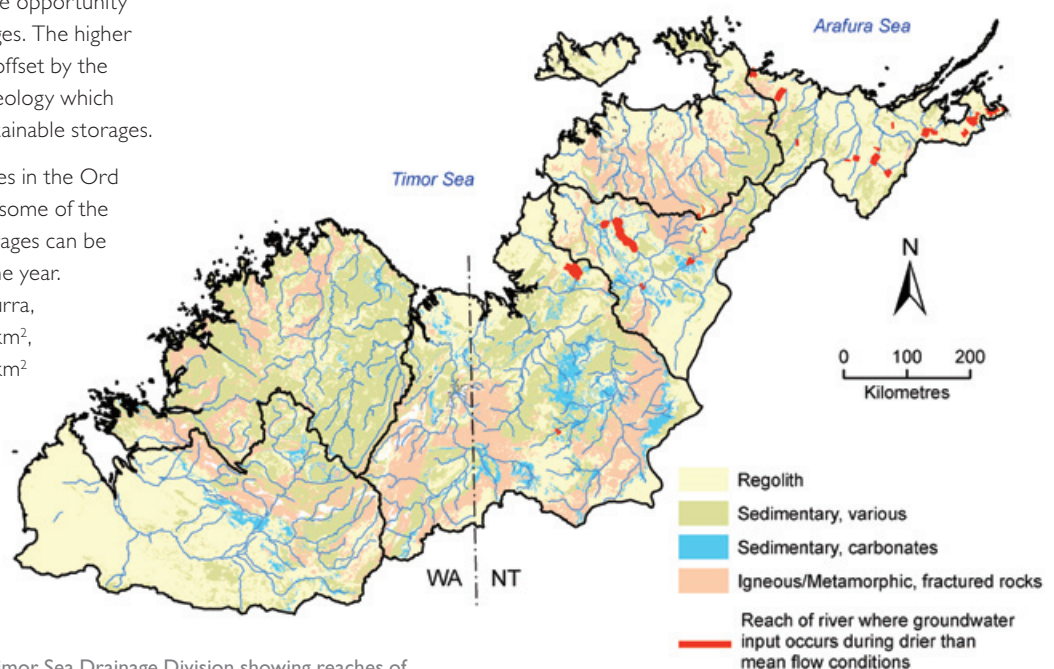 e opportunity
ges. The higher
offset by the
eology which
tainable storages.
es in the Ord
some of the
ages can be
ne year.
urra,
km²,
km²
Arafura Sea
Timor Sea
N
0 100 200
Kilometres
WA NT
Regolith
Sedimentary, various
Sedimentary, carbonates
Igneous/Metamorphic, fractured rocks
Reach of river where groundwater
input occurs during drier than
mean flow conditions
imor Sea Drainage Division showing reaches of